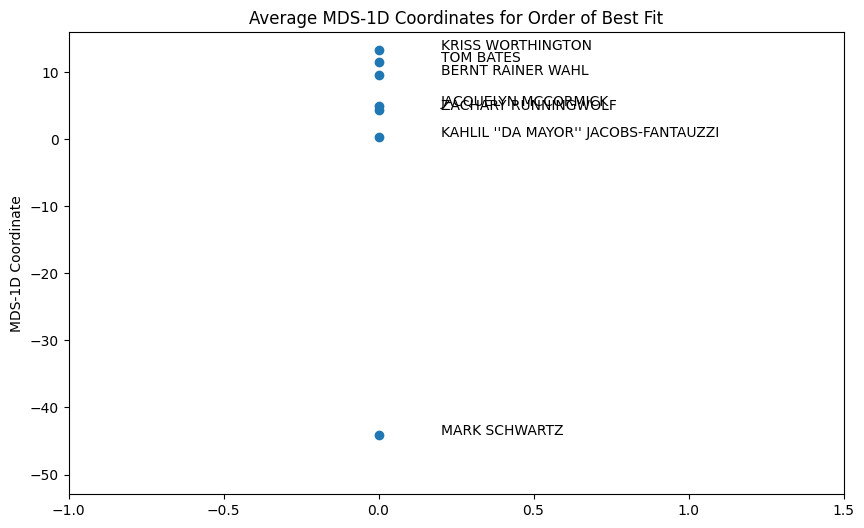 Average MDS-1D Coordinates for Order of Best Fit
MDS-1D Coordinate
10
0
−10
−20
−30
−40
−50
KRISS WORTHINGTON
TOM BATES
BERNT RAINER WAHL
JACQUELYN MCCORMICK
ZACHARY RUNNINGWOLF
KAHLIL ''DA MAYOR'' JACOBS-FANTAUZZI
MARK SCHWARTZ
−1.0 −0.5 0.0 0.5 1.0 1.5